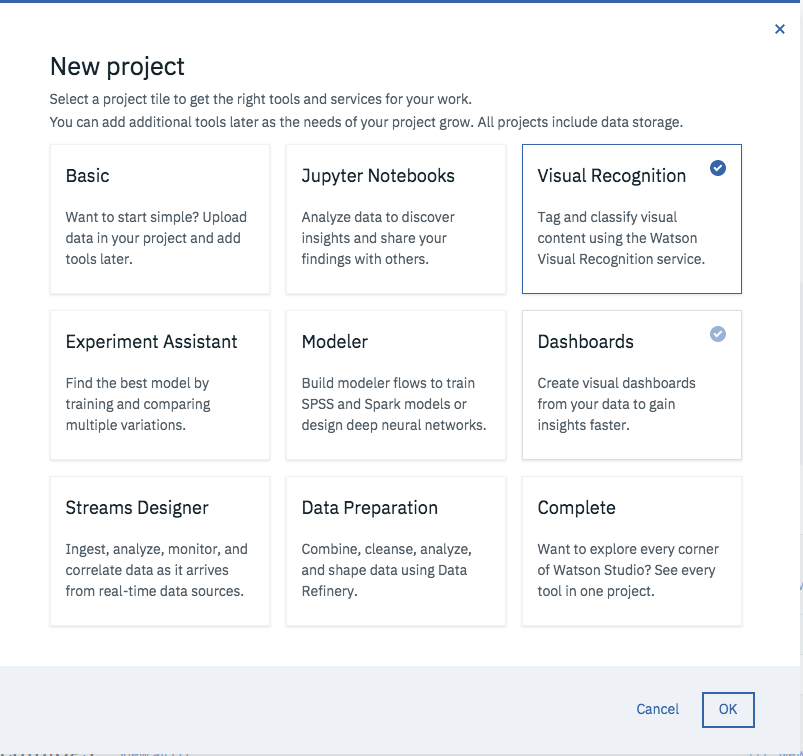 New project
Select a project tile to get the right tools and services for your work.
You can add additional tools later as the needs of your project grow. All projects include data storage.
Basic
Want to start simple? Upload
data in your project and add
tools later.
Jupyter Notebooks
Analyze data to discover
insights and share your
findings with others.
Visual Recognition
Tag and classify visual
content using the Watson
Visual Recognition service.
Experiment Assistant
Find the best model by
training and comparing
multiple variations.
Modeler
Build modeler flows to train
SPSS and Spark models or
design deep neural networks.
Dashboards
Create visual dashboards
from your data to gain
insights faster.
Streams Designer
Ingest, analyze, monitor, and
correlate data as it arrives
from real-time data sources.
Data Preparation
Combine, cleanse, analyze,
and shape data using Data
Refinery.
Complete
Want to explore every corner
of Watson Studio? See every
tool in one project.
Cancel
OK